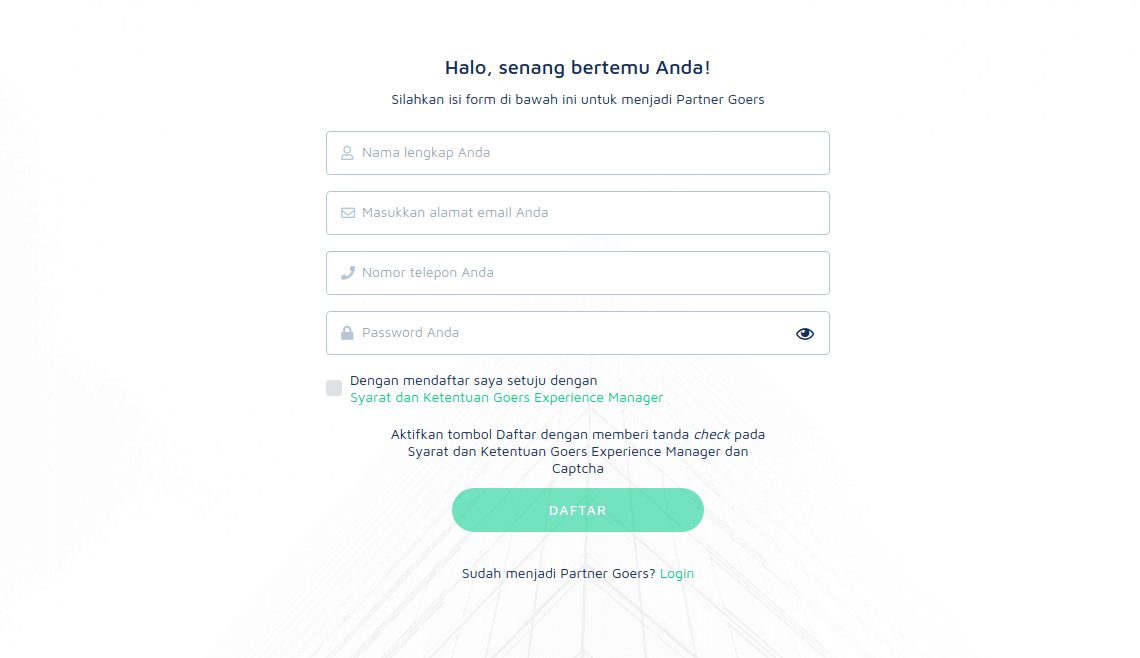 Halo, senang bertemu Anda!
Silahkan isi form di bawah ini untuk menjadi Partner Goers
Nama lengkap Anda
Masukkan alamat email Anda
Nomor telepon Anda
Password Anda
Dengan mendaftar saya setuju dengan
Syarat dan Ketentuan Goers Experience Manager
Aktifkan tombol Daftar dengan memberi tanda check pada
Syarat dan Ketentuan Goers Experience Manager dan
Captcha
DAFTAR
Sudah menjadi Partner Goers? Login